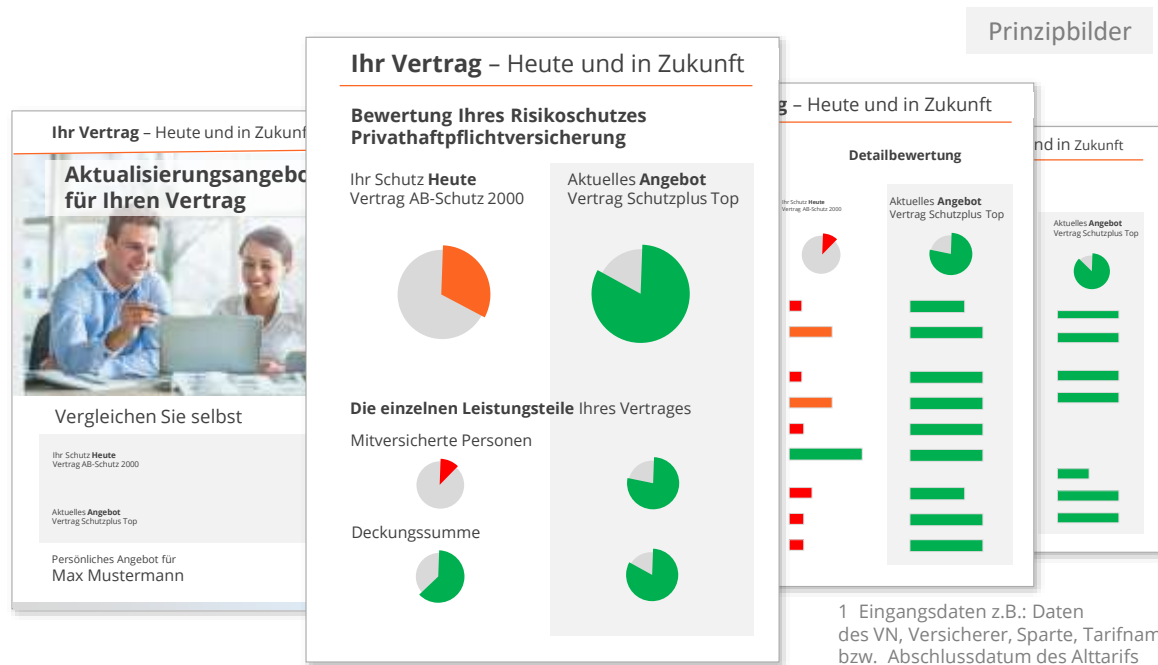 Prinzipbilder
Ihr Vertrag – Heute und in Zukunf
Aktualisierungsangebo
für Ihren Vertrag
Vergleichen Sie selbst
Ihr Schutz Heute
Vertrag AB-Schutz 2000
Aktuelles Angebot
Vertrag Schutzplus Top
Persönliches Angebot für
Max Mustermann
Ihr Vertrag – Heute und in Zukunft
Bewertung Ihres Risikoschutzes
Privathaftpflichtversicherung
Ihr Schutz Heute
Vertrag AB-Schutz 2000
Aktuelles Angebot
Vertrag Schutzplus Top
Die einzelnen Leistungsteile Ihres Vertrages
Mitversicherte Personen
Deckungssumme
g – Heute und in Zukunft
Detailbewertung
Ihr Schutz Heute
Vertrag AB-Schutz 2000
Aktuelles Angebot
Vertrag Schutzplus Top
nd in Zukunft
Aktuelles Angebot
Vertrag Schutzplus Top
1 Eingangsdaten z.B.: Daten
des VN, Versicherer, Sparte, Tarifnam
bzw. Abschlussdatum des Alttarifs